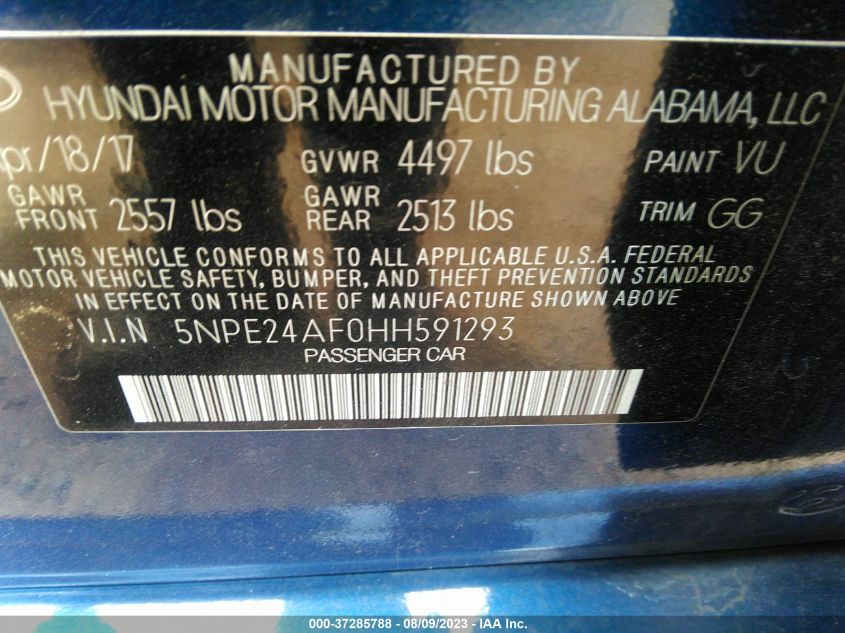 MANUFACTURED BY
HYUNDAI MOTOR MANUFACTURING ALABAMA, LLC
pr/18/17 GVWR 4497 lbs PAINT VU
GAWR FRONT 2557 lbs GAWR REAR 2513 lbs TRIM GG
THIS VEHICLE CONFORMS TO ALL APPLICABLE U.S.A. FEDERAL
MOTOR VEHICLE SAFETY, BUMPER, AND THEFT PREVENTION STANDARDS
IN EFFECT ON THE DATE OF MANUFACTURE SHOWN ABOVE
V.I.N 5NPE24AF0HH591293
PASSENGER CAR
000-37285788 - 08/09/2023 - IAA Inc.